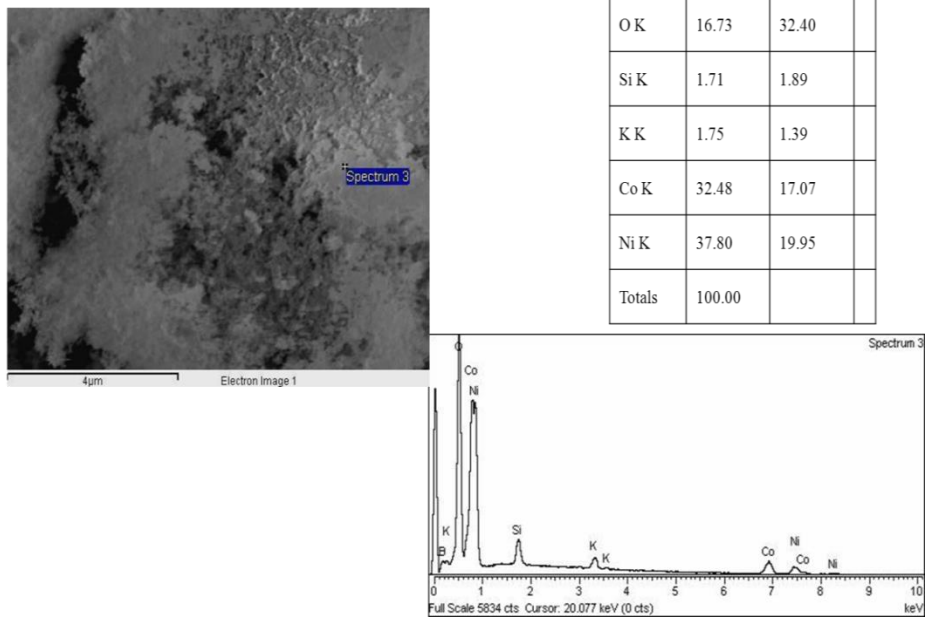 O K 16.73 32.40
Si K 1.71 1.89
K K 1.75 1.39
Co K 32.48 17.07
Ni K 37.80 19.95
Totals 100.00
Spectrum 3
4µm Electron Image 1
Spectrum 3
O
Co
Ni
K
B
Si
K
K
Co
Ni
Co
Ni
0 1 2 3 4 5 6 7 8 9 10
Full Scale 5834 cts Cursor: 20.077 keV (0 cts) keV